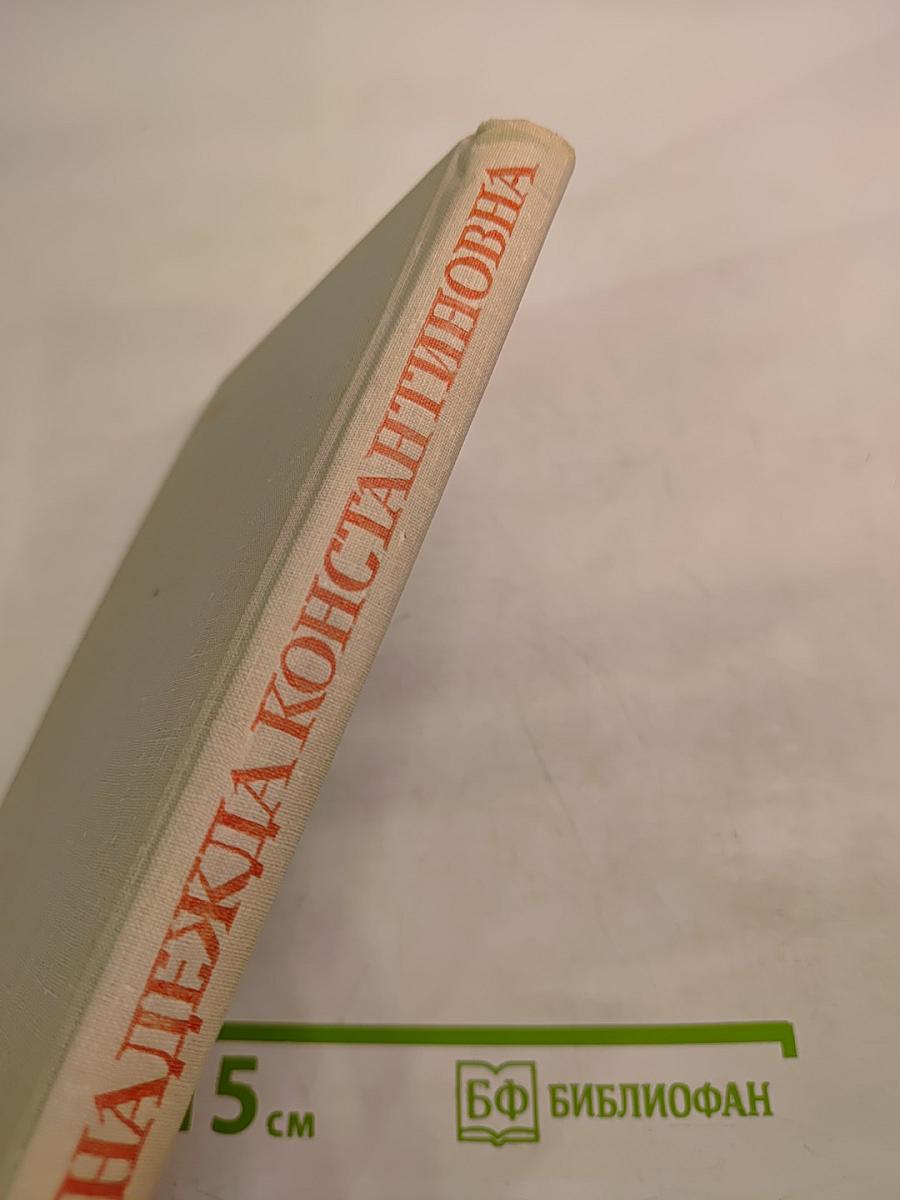 НАДЕЖДА КОНСТАНТИНОВНА
15 см
БФ БИБЛИОФАН